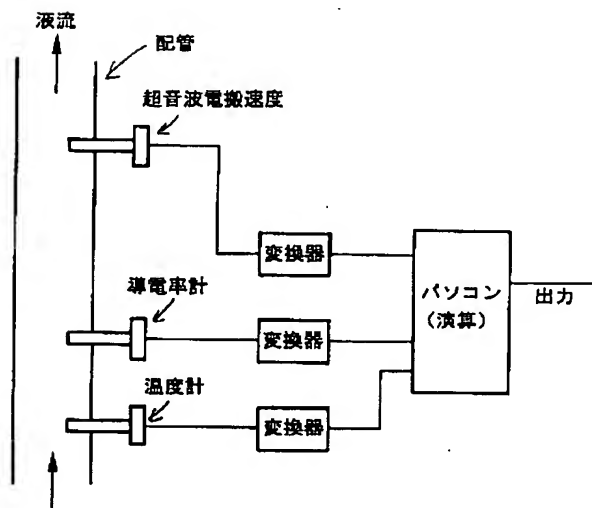 液流
配管
超音波電搬速度
変換器
パソコン
（演算）
出力
導電率計
変換器
温度計
変換器